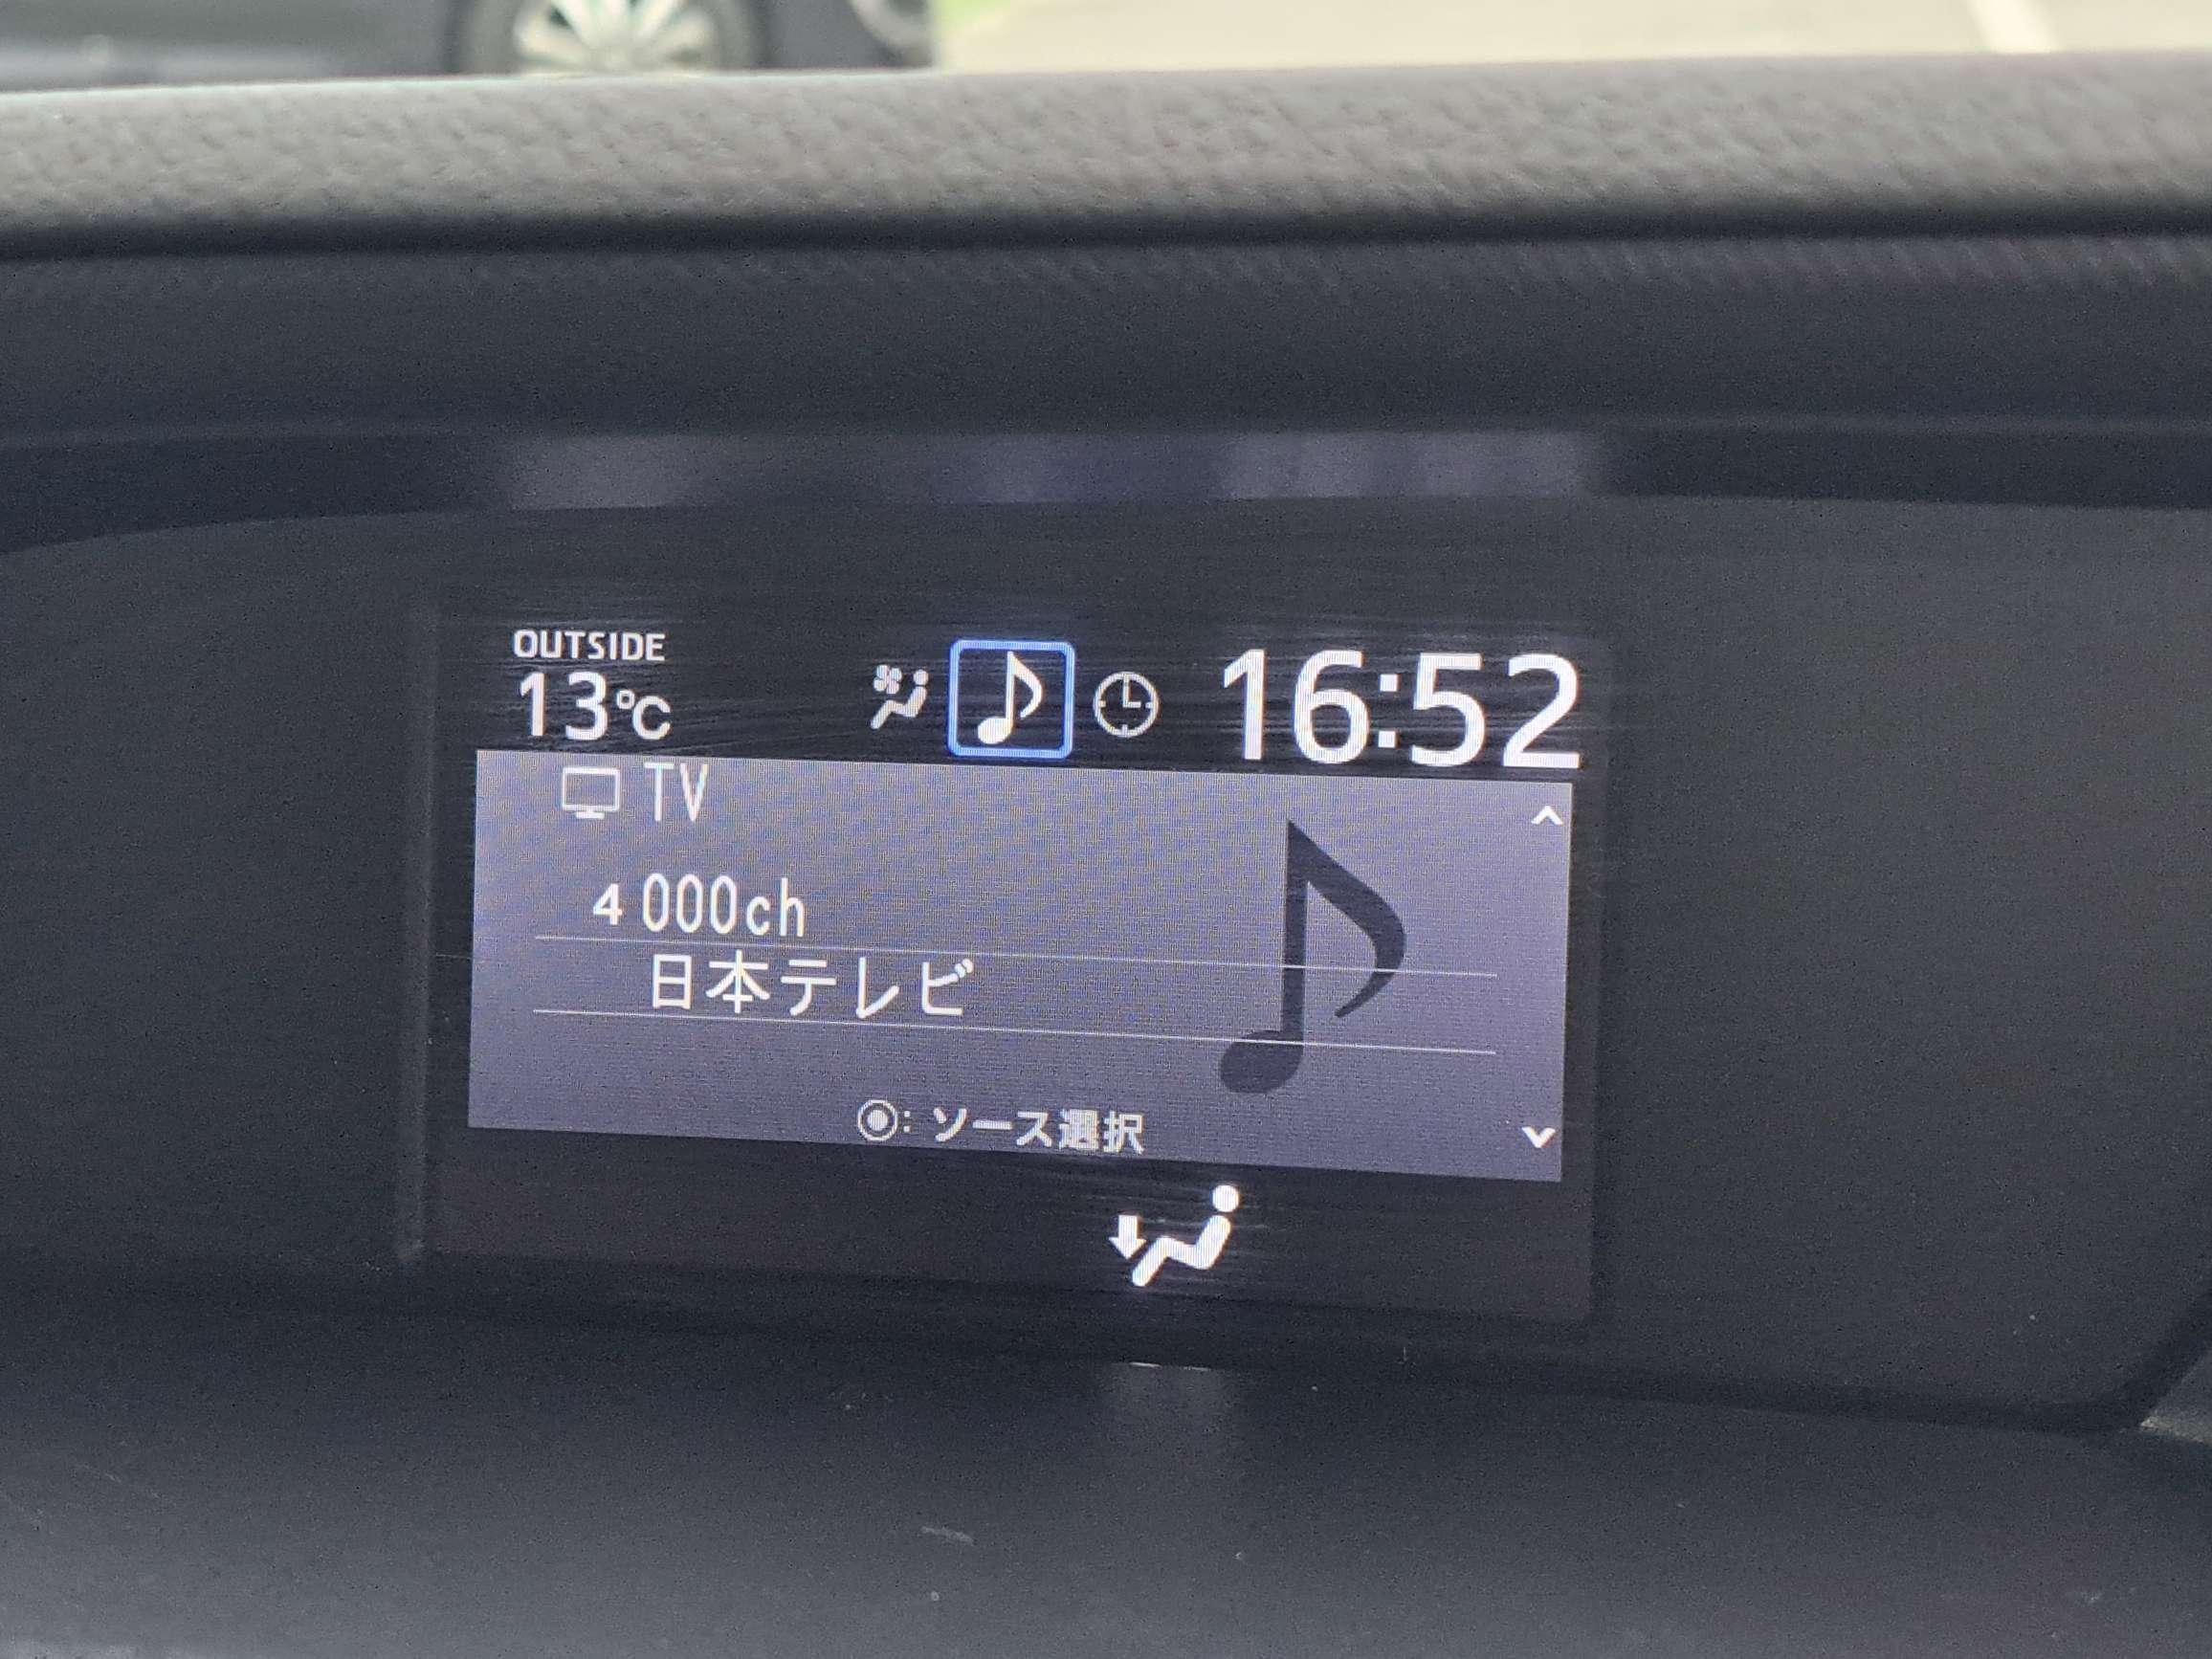 OUTSIDE
13℃
16:52
TV
4 000ch
日本テレビ
◉: ソース選択